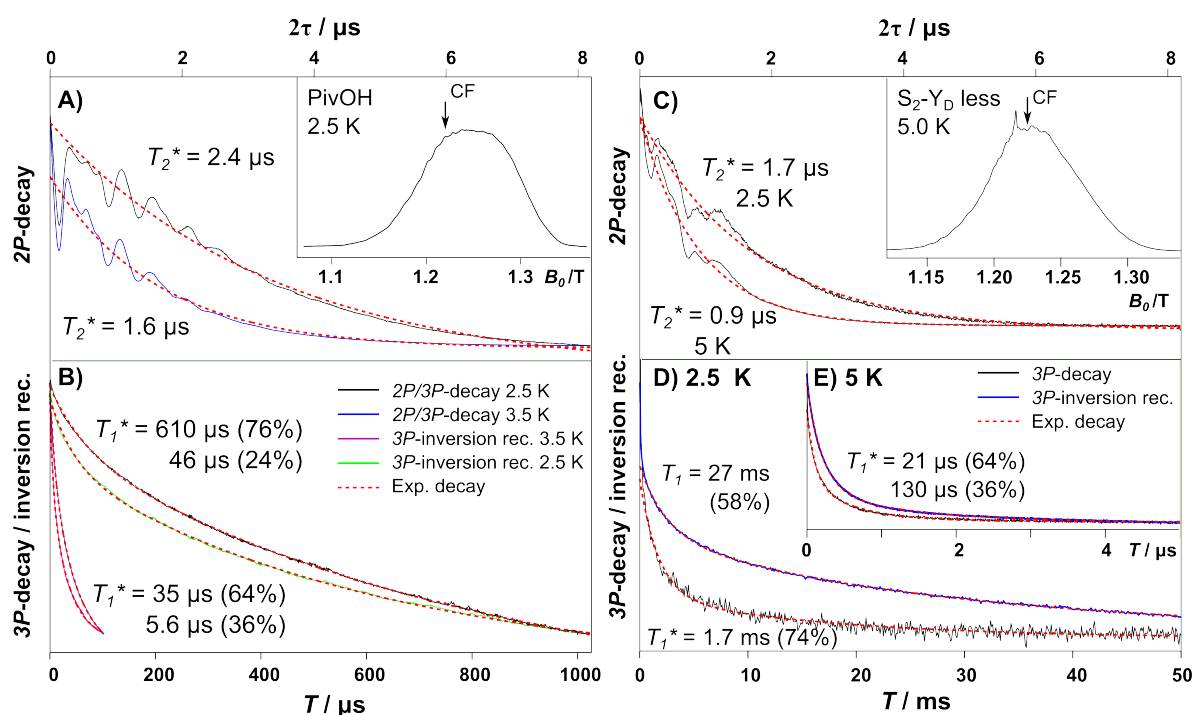 2τ / µs
0 2 4 6 8
A)
PivOH
2.5 K
CF
T2* = 2.4 µs
T2* = 1.6 µs
1.1 1.2 1.3 B0 /T
2P-decay
B)
T1* = 610 µs (76%)
46 µs (24%)
2P/3P-decay 2.5 K
2P/3P-decay 3.5 K
3P-inversion rec. 3.5 K
3P-inversion rec. 2.5 K
Exp. decay
T1* = 35 µs (64%)
5.6 µs (36%)
3P-decay / inversion rec.
0 200 400 600 800 1000
T / µs
2τ / µs
0 2 4 6 8
C)
S2-YD less
5.0 K
CF
T2* = 1.7 µs
2.5 K
T2* = 0.9 µs
5 K
1.15 1.20 1.25 1.30
B0 /T
2P-decay
D) 2.5 K
T1 = 27 ms
(58%)
T1* = 1.7 ms (74%)
E) 5 K
3P-decay
3P-inversion rec.
Exp. decay
T1* = 21 µs (64%)
130 µs (36%)
0 2 4 T / µs
3P-decay / inversion rec.
0 10 20 30 40 50
T / ms